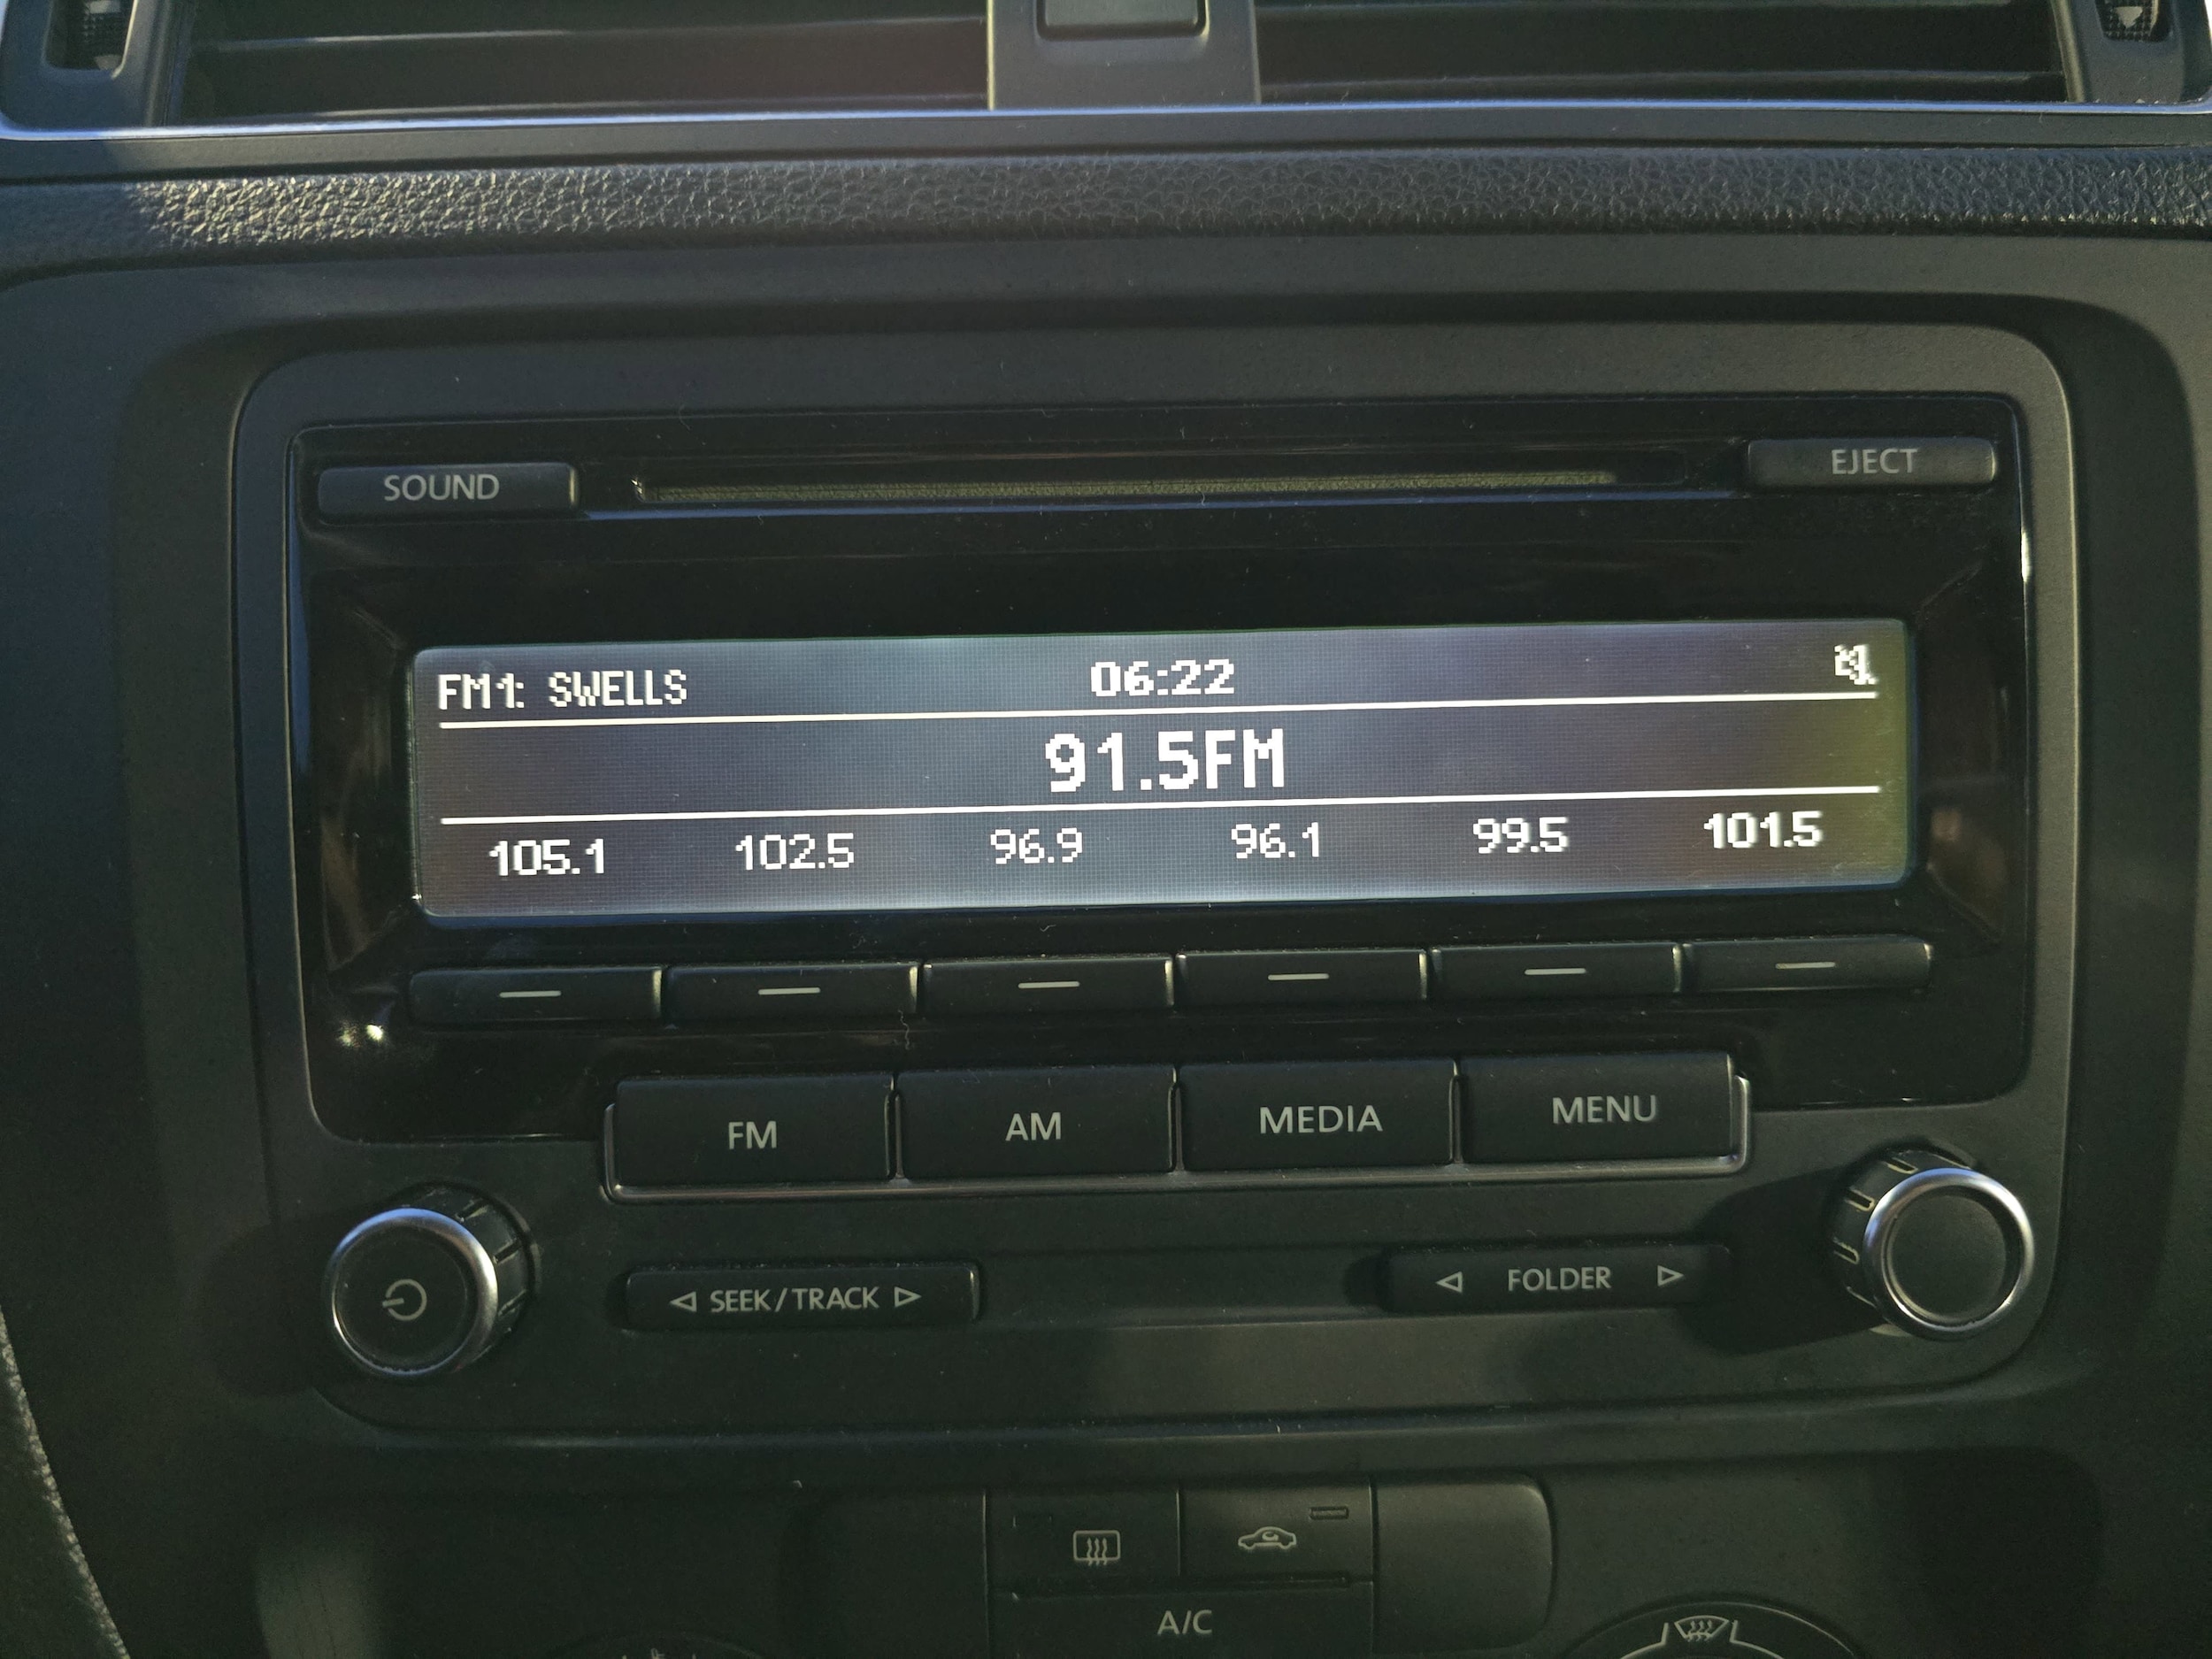 SOUND EJECT
FM1: SWELLS 06:22
91.5FM
105.1 102.5 96.9 96.1 99.5 101.5
FM AM MEDIA MENU
SEEK/TRACK FOLDER
A/C